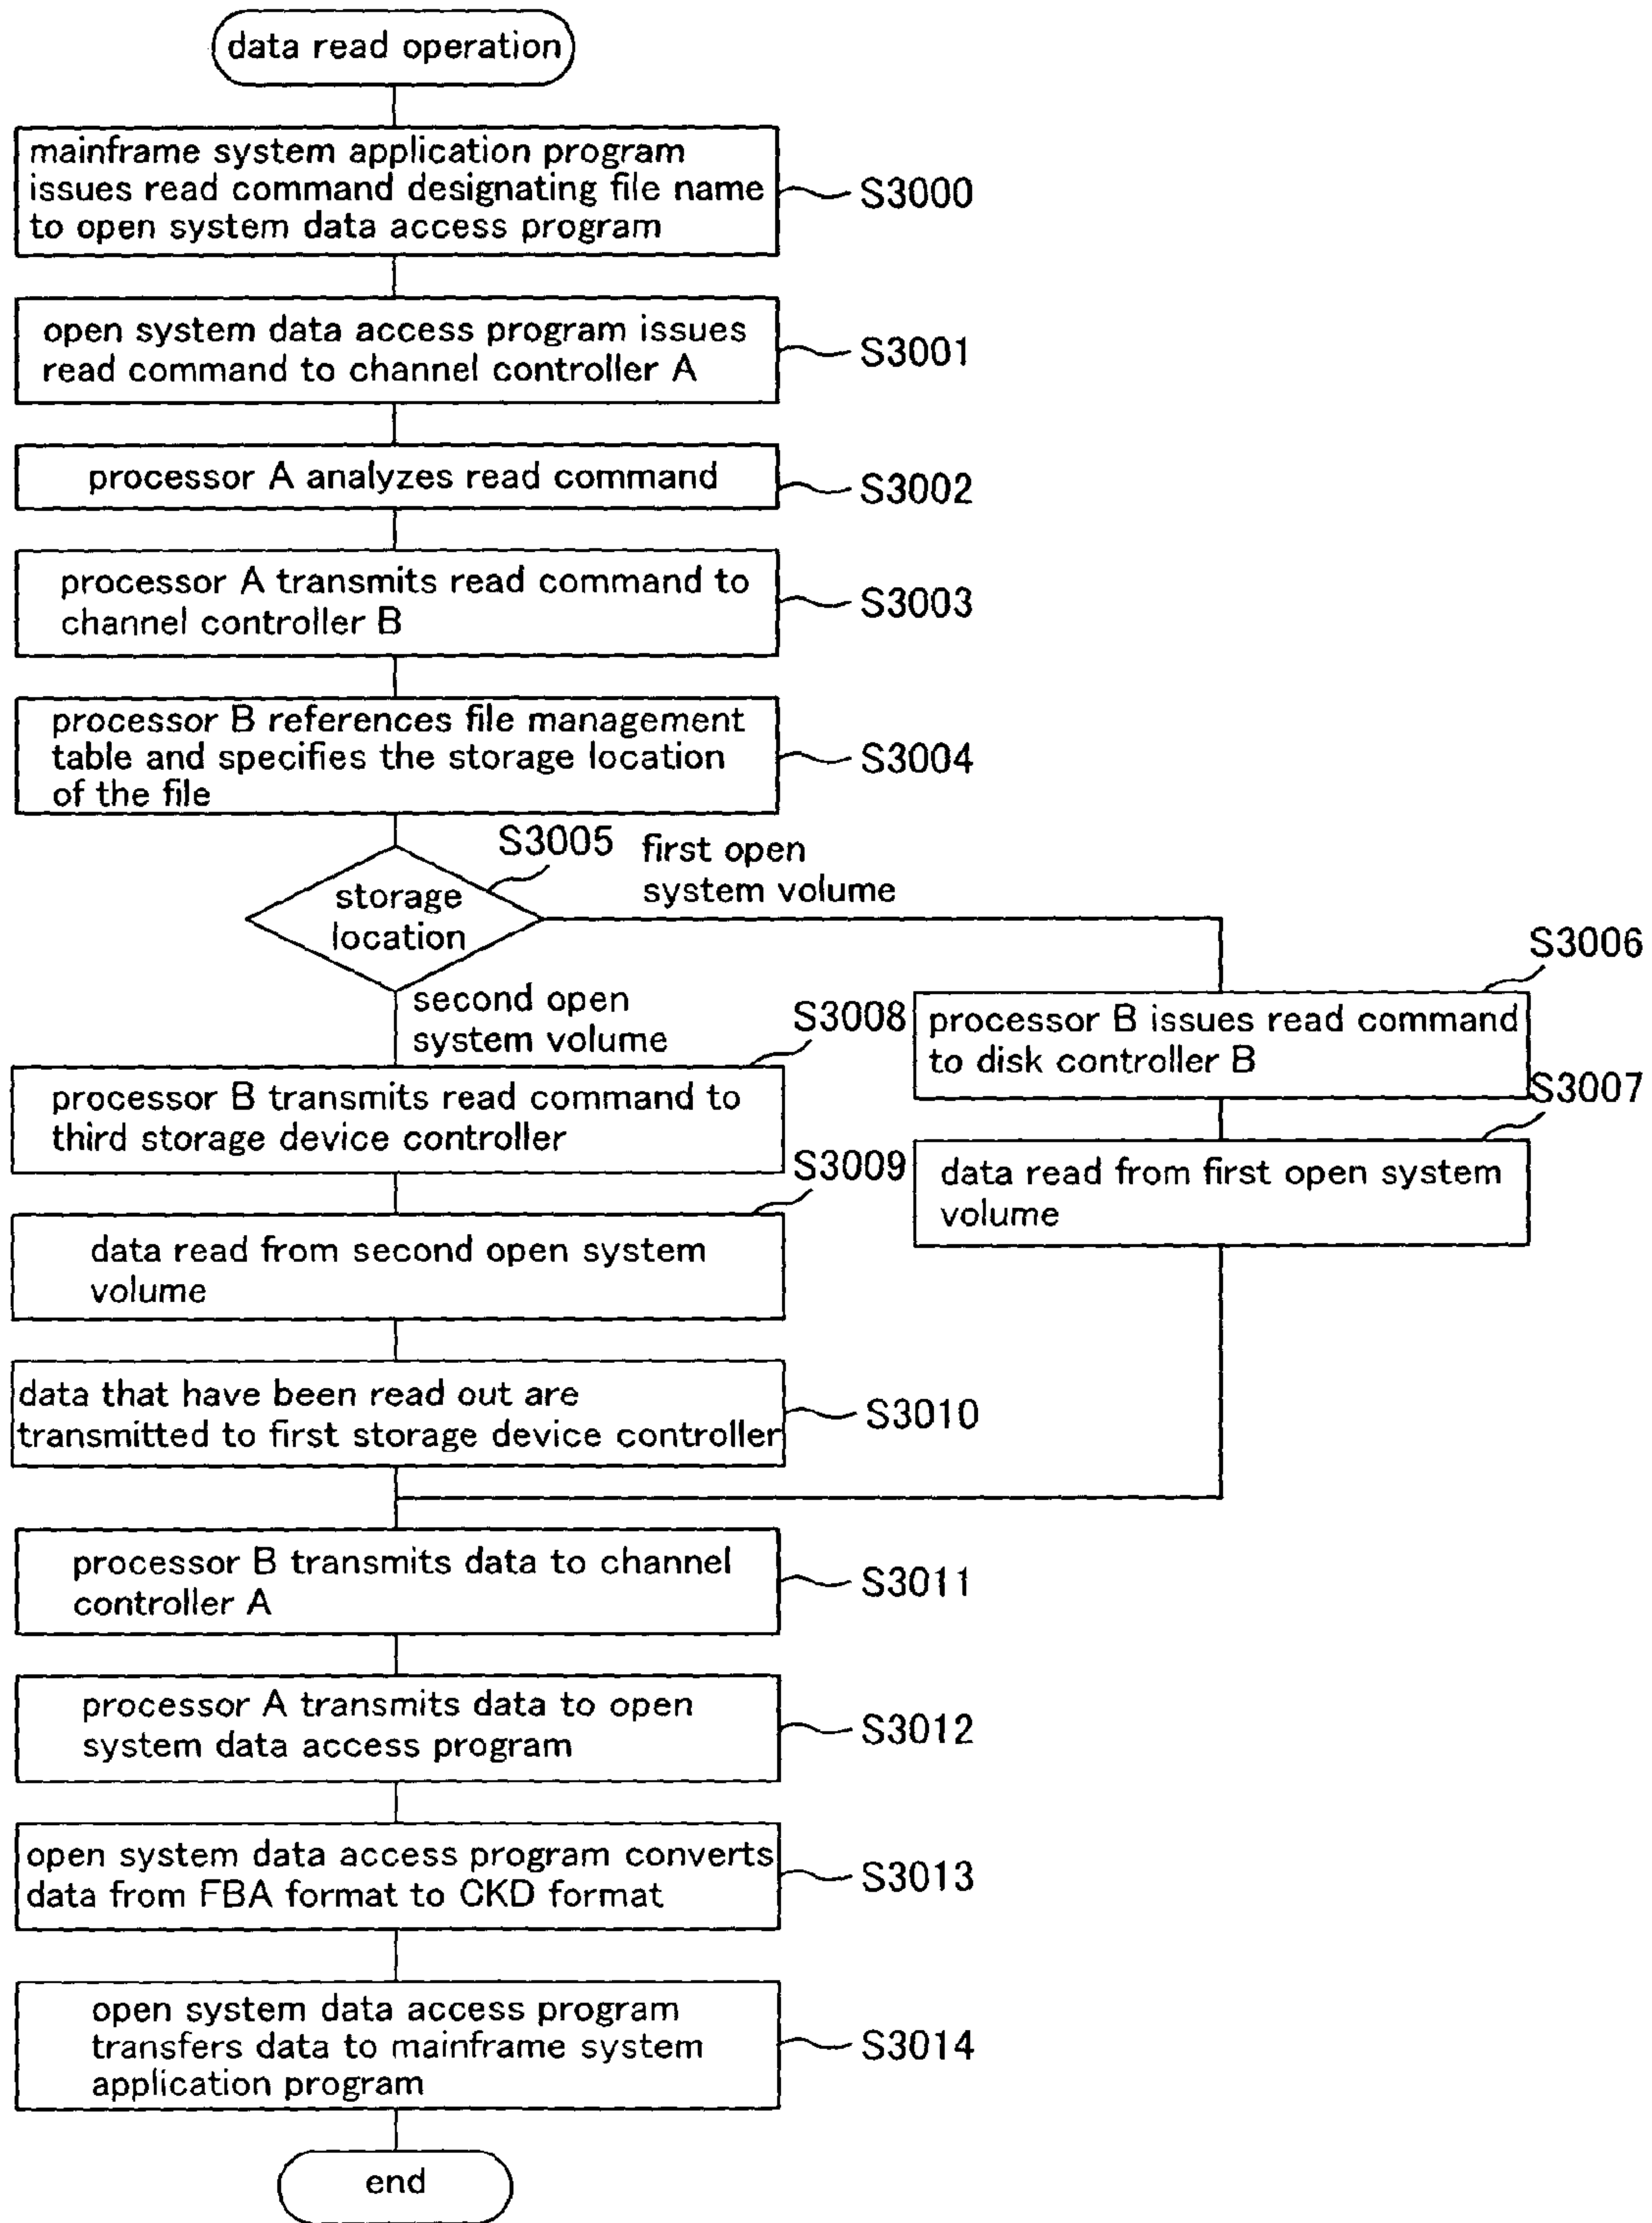 data read operation
mainframe system application program
issues read command designating file name
to open system data access program
S3000
open system data access program issues
read command to channel controller A
S3001
processor A analyzes read command
S3002
processor A transmits read command to
channel controller B
S3003
processor B references file management
table and specifies the storage location
of the file
S3004
S3005
first open
system volume
storage
location
second open
system volume
S3006
processor B issues read command
to disk controller B
S3007
data read from first open system
volume
S3008
processor B transmits read command to
third storage device controller
S3009
data read from second open system
volume
data that have been read out are
transmitted to first storage device controller
S3010
processor B transmits data to channel
controller A
S3011
processor A transmits data to open
system data access program
S3012
open system data access program converts
data from FBA format to CKD format
S3013
open system data access program
transfers data to mainframe system
application program
S3014
end